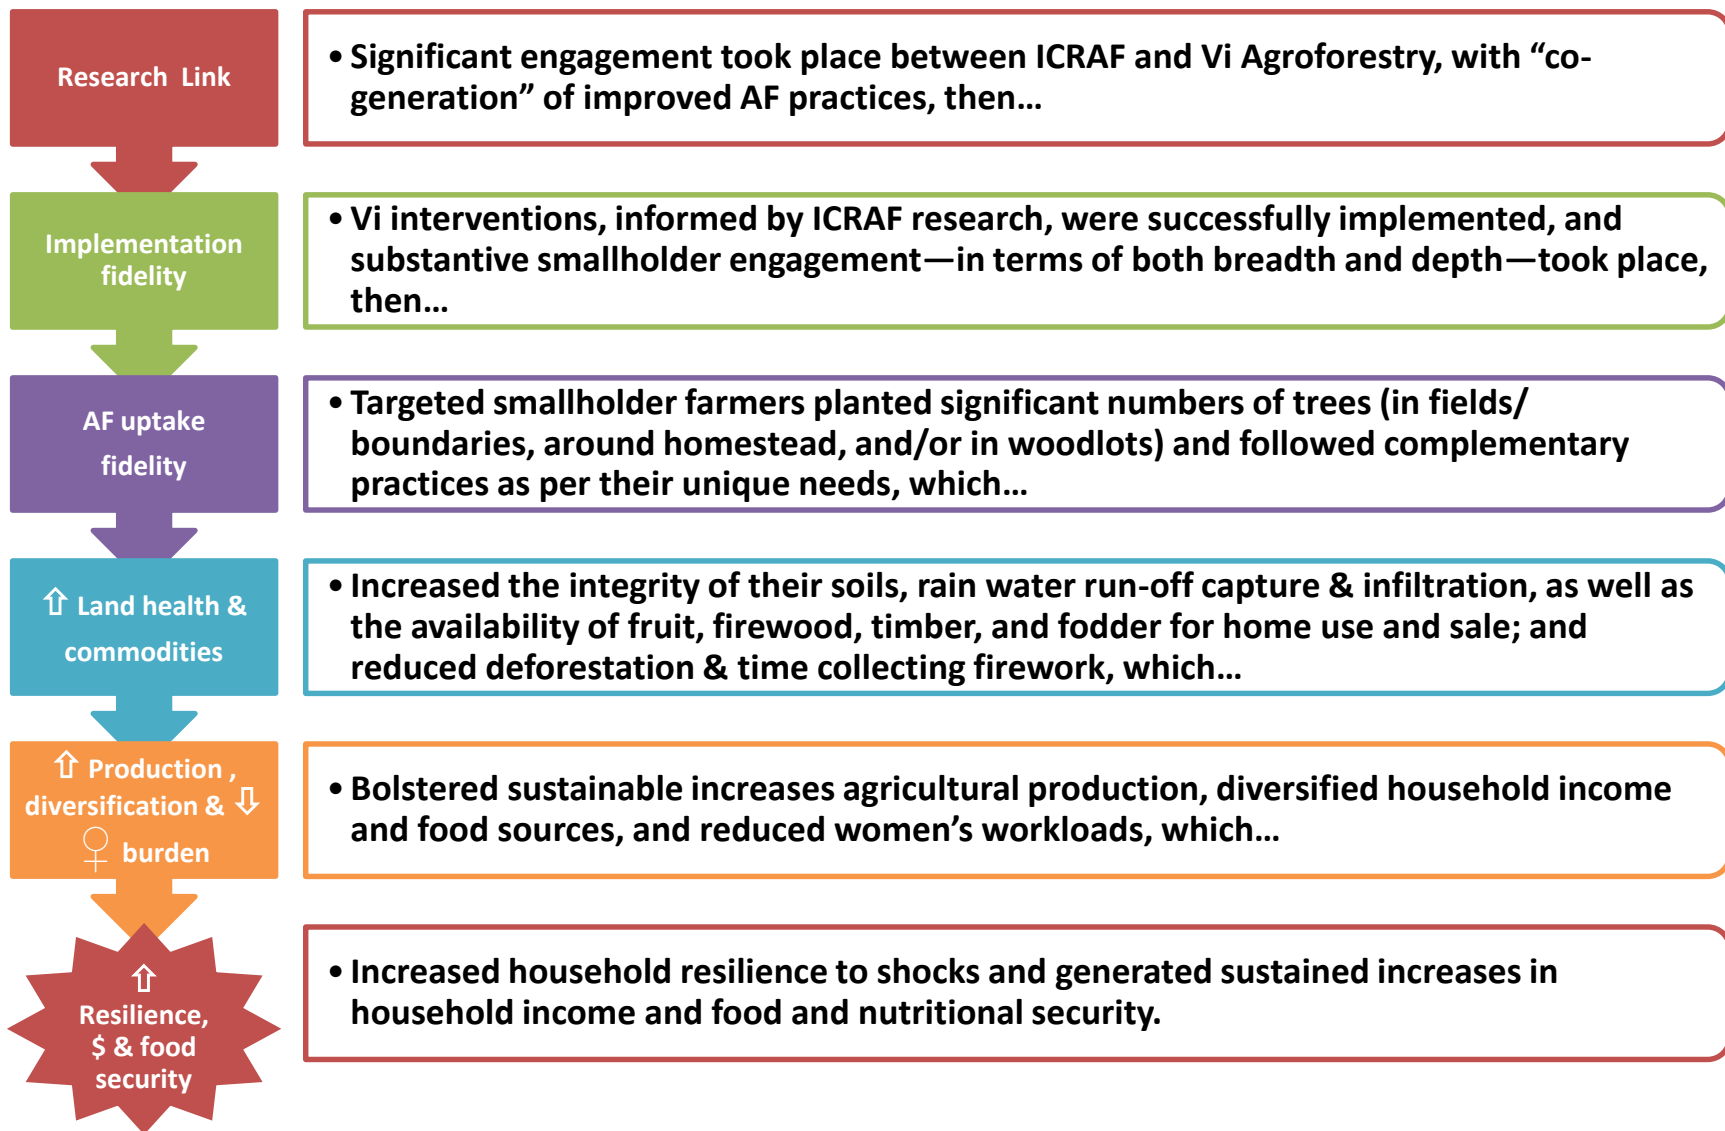 Research Link
• Significant engagement took place between ICRAF and Vi Agroforestry, with “co-
generation” of improved AF practices, then…
Implementation
fidelity
• Vi interventions, informed by ICRAF research, were successfully implemented, and
substantive smallholder engagement—in terms of both breadth and depth—took place,
then…
AF uptake
fidelity
• Targeted smallholder farmers planted significant numbers of trees (in fields/
boundaries, around homestead, and/or in woodlots) and followed complementary
practices as per their unique needs, which…
⇧ Land health &
commodities
• Increased the integrity of their soils, rain water run-off capture & infiltration, as well as
the availability of fruit, firewood, timber, and fodder for home use and sale; and
reduced deforestation & time collecting firework, which…
⇧ Production ,
diversification & ⇩
♀ burden
• Bolstered sustainable increases agricultural production, diversified household income
and food sources, and reduced women’s workloads, which…
⇧
Resilience,
$ & food
security
• Increased household resilience to shocks and generated sustained increases in
household income and food and nutritional security.